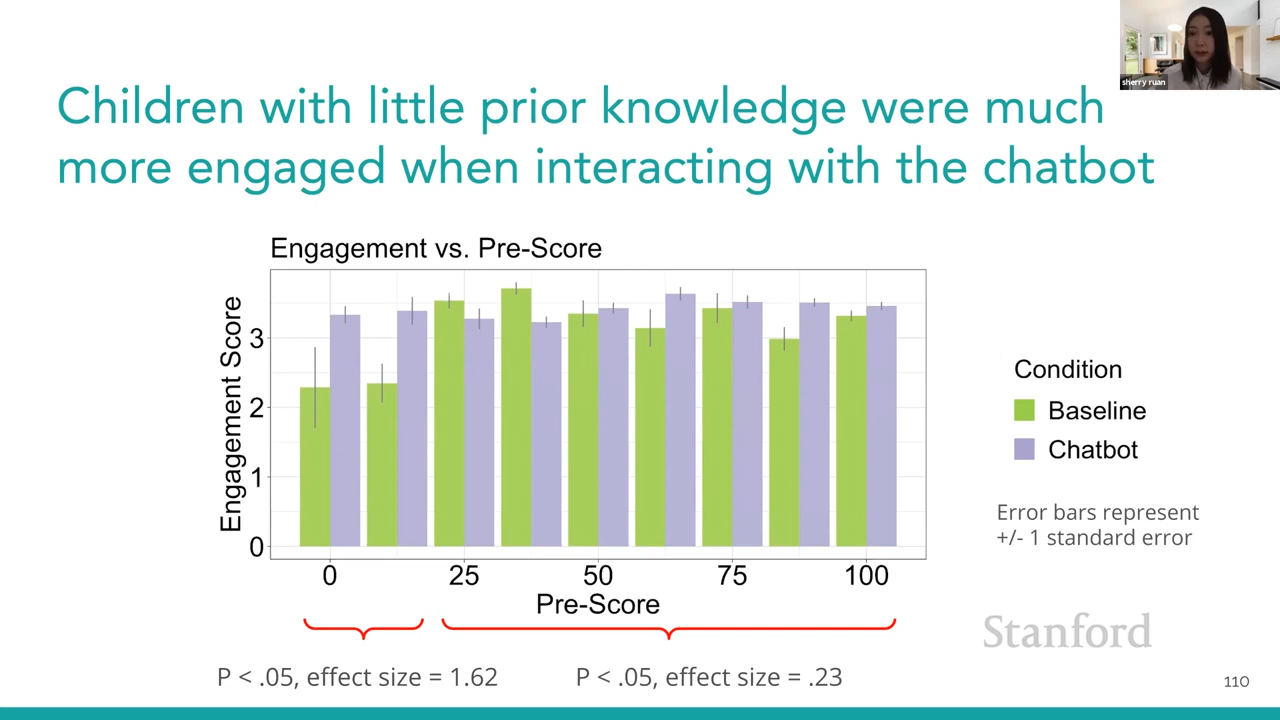 sherry ruan
Children with little prior knowledge were much
more engaged when interacting with the chatbot
Engagement vs. Pre-Score
Engagement Score
3
2
1
0
0 25 50 75 100
Pre-Score
Condition
Baseline
Chatbot
Error bars represent
+/- 1 standard error
P < .05, effect size = 1.62
P < .05, effect size = .23
Stanford
110